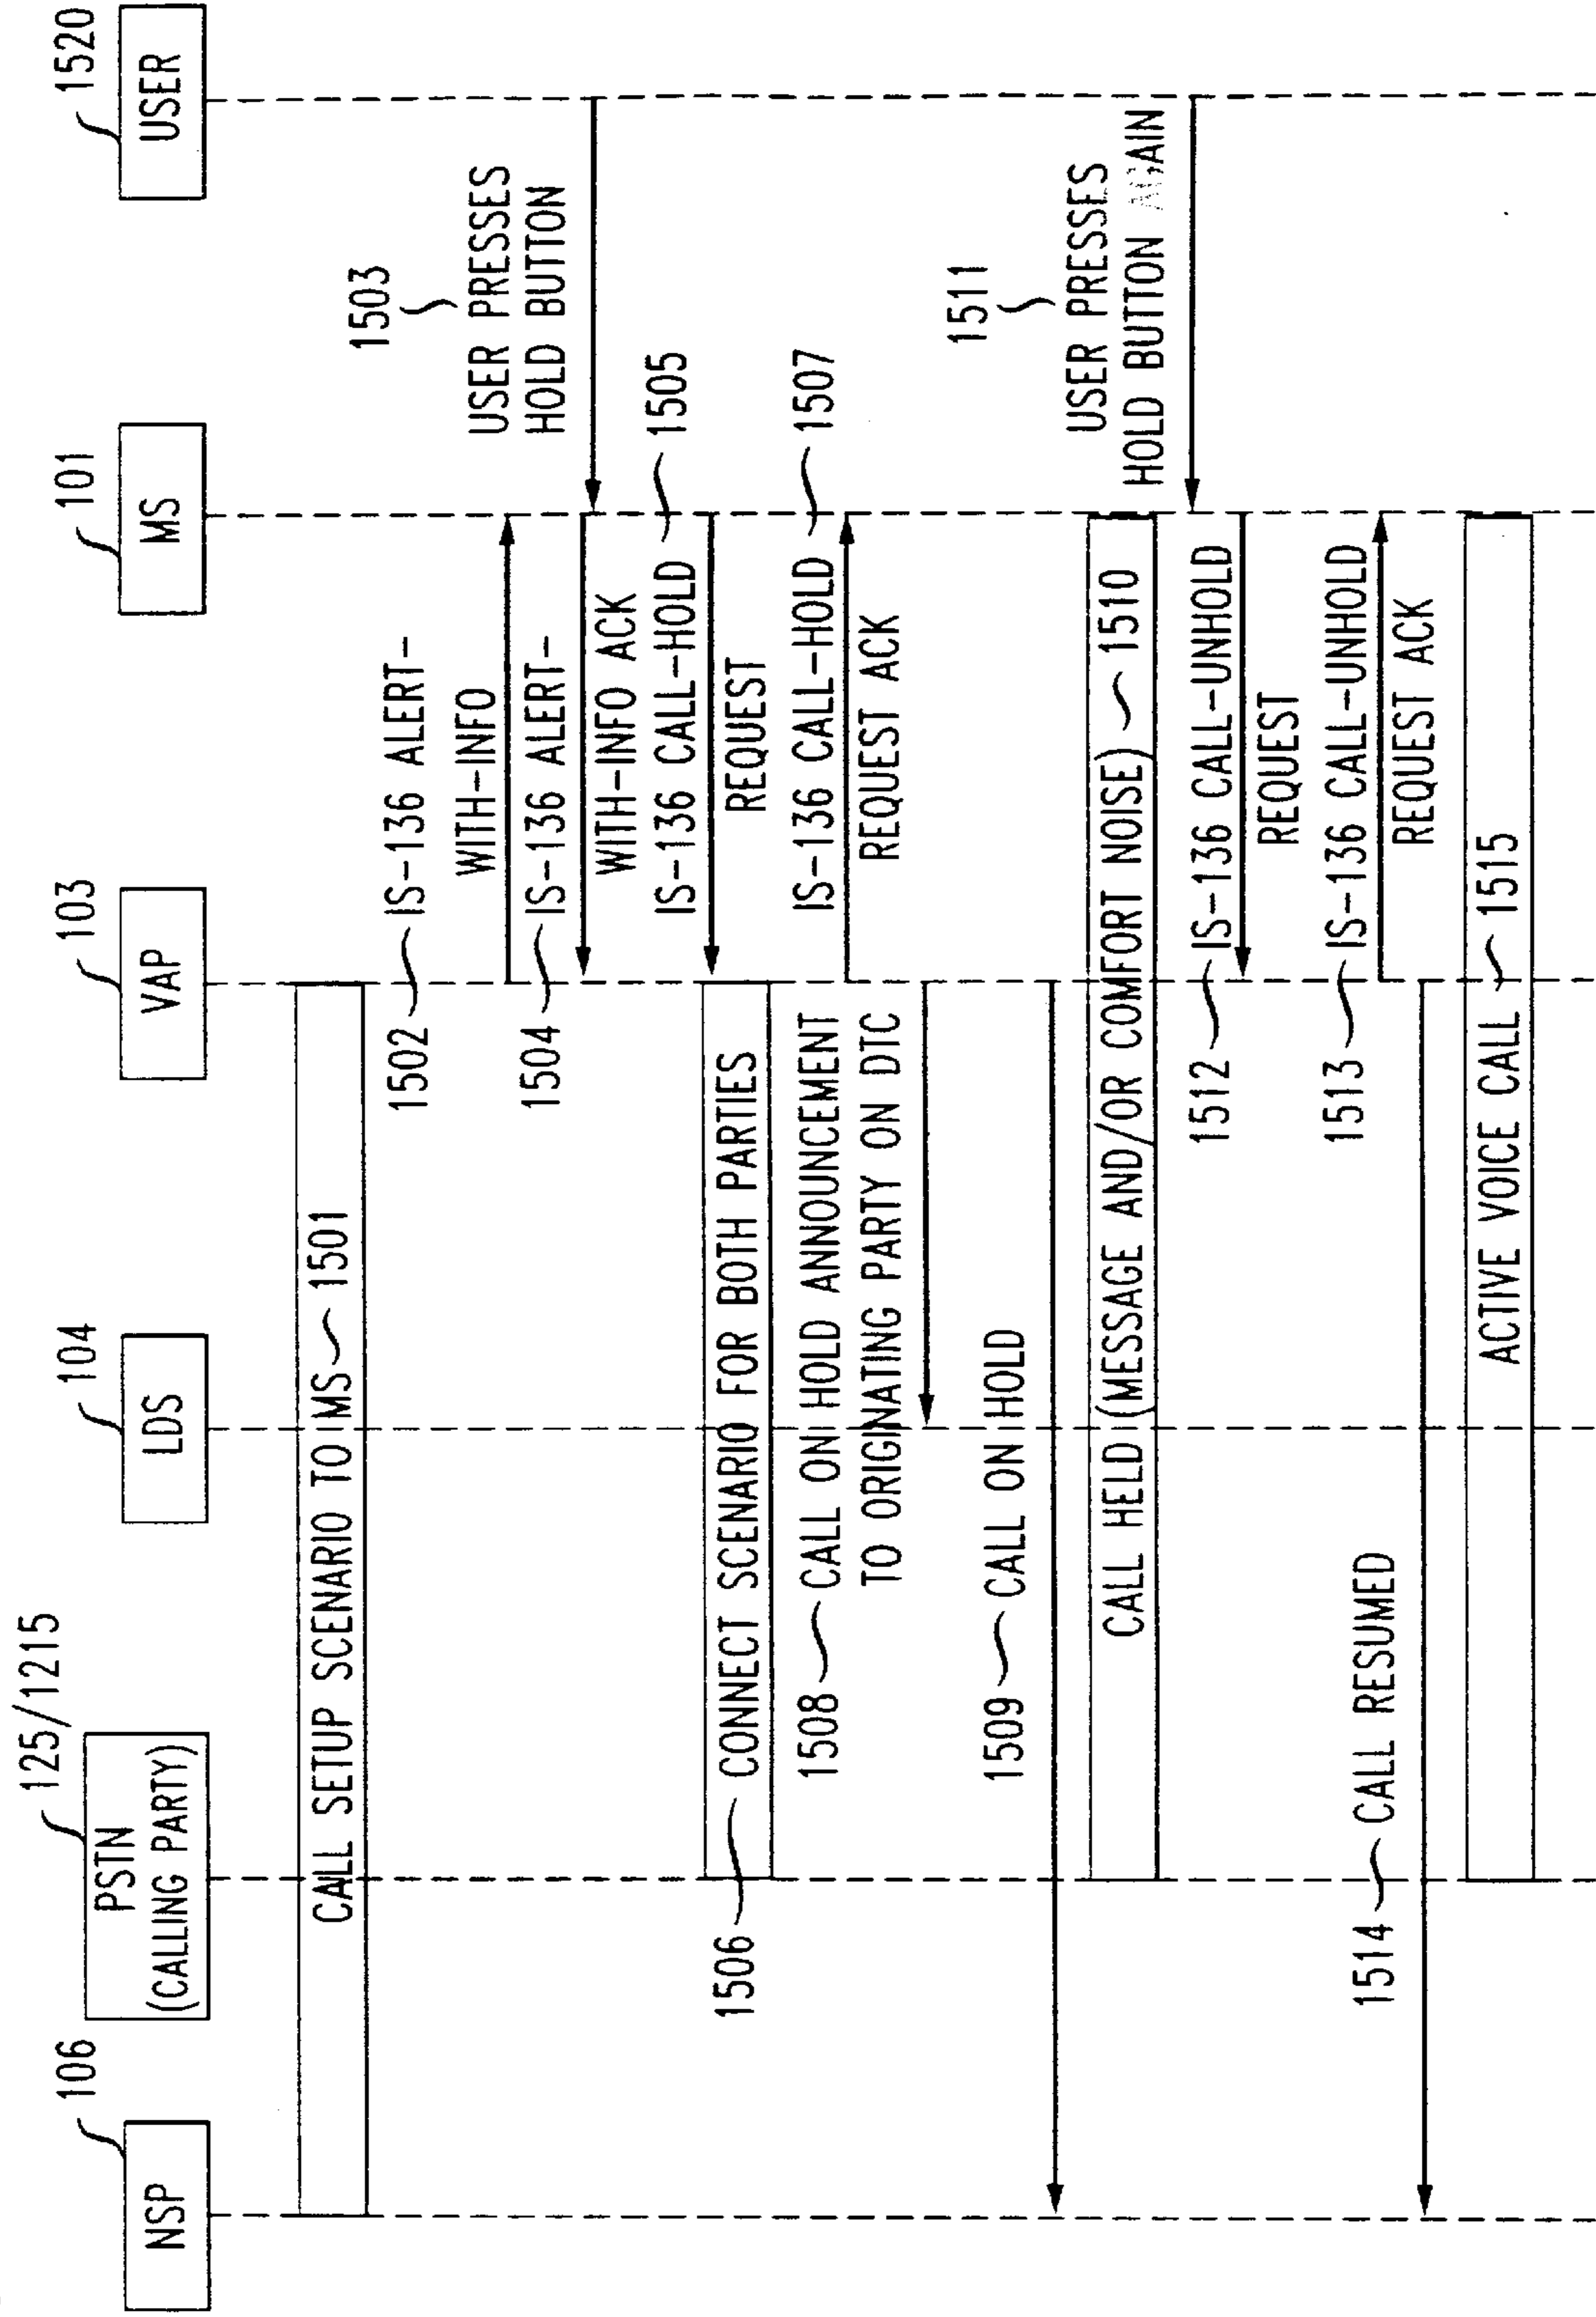 106
NSP
125/1215
PSTN
(CALLING PARTY)
104
LDS
103
VAP
101
MS
1520
USER
CALL SETUP SCENARIO TO MS 1501
1502 IS-136 ALERT-
WITH-INFO
1503
USER PRESSES
HOLD BUTTON
1504 IS-136 ALERT-
WITH-INFO ACK
IS-136 CALL-HOLD 1505
REQUEST
1506 CONNECT SCENARIO FOR BOTH PARTIES
IS-136 CALL-HOLD 1507
REQUEST ACK
1508 CALL ON HOLD ANNOUNCEMENT
TO ORIGINATING PARTY ON DTC
1509 CALL ON HOLD
CALL HELD (MESSAGE AND/OR COMFORT NOISE) 1510
1511
USER PRESSES
HOLD BUTTON AGAIN
1512 IS-136 CALL-UNHOLD
REQUEST
1513 IS-136 CALL-UNHOLD
REQUEST ACK
1514 CALL RESUMED
ACTIVE VOICE CALL 1515